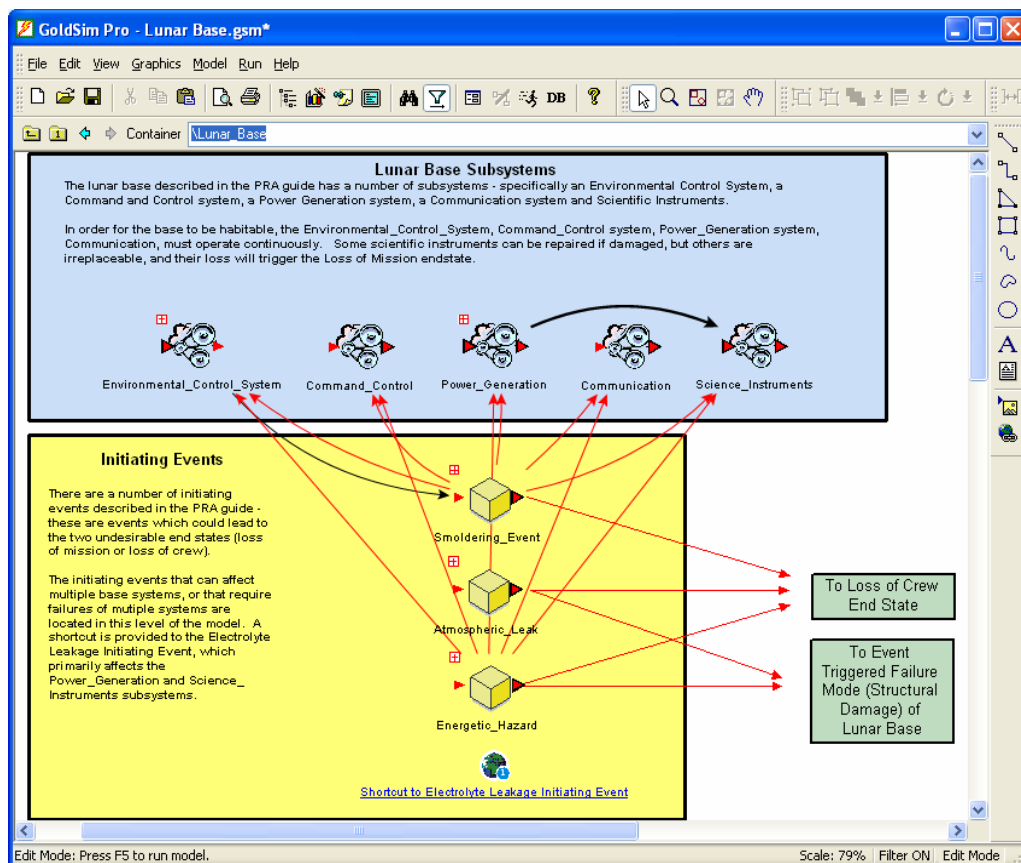 GoldSim Pro - Lunar Base.gsm*
File Edit View Graphics Model Run Help
DB
Container \Lunar_Base
Lunar Base Subsystems
The lunar base described in the PRA guide has a number of subsystems - specifically an Environmental Control System, a
Command and Control system, a Power Generation system, a Communication system and Scientific Instruments.
In order for the base to be habitable, the Environmental_Control_System, Command_Control system, Power_Generation system,
Communication, must operate continuously. Some scientific instruments can be repaired if damaged, but others are
irreplaceable, and their loss will trigger the Loss of Mission endstate.
Environmental_Control_System Command_Control Power_Generation Communication Science_Instruments
Initiating Events
There are a number of initiating
events described in the PRA guide -
these are events which could lead to
the two undesirable end states (loss
of mission or loss of crew).
The initiating events that can affect
multiple base systems, or that require
failures of mutiple systems are
located in this level of the model. A
shortcut is provided to the Electrolyte
Leakage Initiating Event, which
primarily affects the
Power_Generation and Science_
Instruments subsystems.
Smoldering_Event
Atmospheric_Leak
Energetic_Hazard
Shortcut to Electrolyte Leakage Initiating Event
To Loss of Crew
End State
To Event
Triggered Failure
Mode (Structural
Damage) of
Lunar Base
A
Edit Mode: Press F5 to run model.
Scale: 79% Filter ON Edit Mode